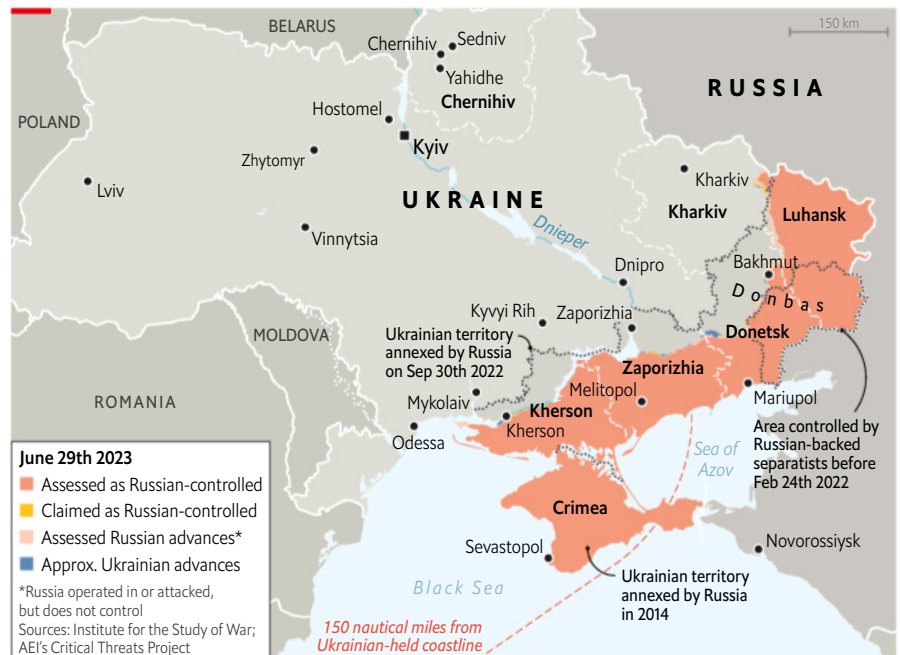 BELARUS
150 km
Sedniv
Chernihiv
Yahidhe
Chernihiv
RUSSIA
POLAND
Hostomel
Kyiv
Zhytomyr
Lviv
Kharkiv
UKRAINE
Kharkiv
Luhansk
Dnieper
Vinnytsia
Bakhmut
Dnipro
Donbas
Kyvyi Rih
Zaporizhia
MOLDOVA
Donetsk
Ukrainian territory
annexed by Russia
on Sep 30th 2022
Zaporizhia
Melitopol
ROMANIA
Mykolaiv
Kherson
Mariupol
Kherson
Odessa
Area controlled by
Russian-backed
separatists before
Feb 24th 2022
Sea of
Azov
June 29th 2023
Assessed as Russian-controlled
Claimed as Russian-controlled
Assessed Russian advances*
Approx. Ukrainian advances
*Russia operated in or attacked,
but does not control
Sources: Institute for the Study of War;
AEI's Critical Threats Project
Crimea
Sevastopol
Novorossiysk
Black Sea
Ukrainian territory
annexed by Russia
in 2014
150 nautical miles from
Ukrainian-held coastline